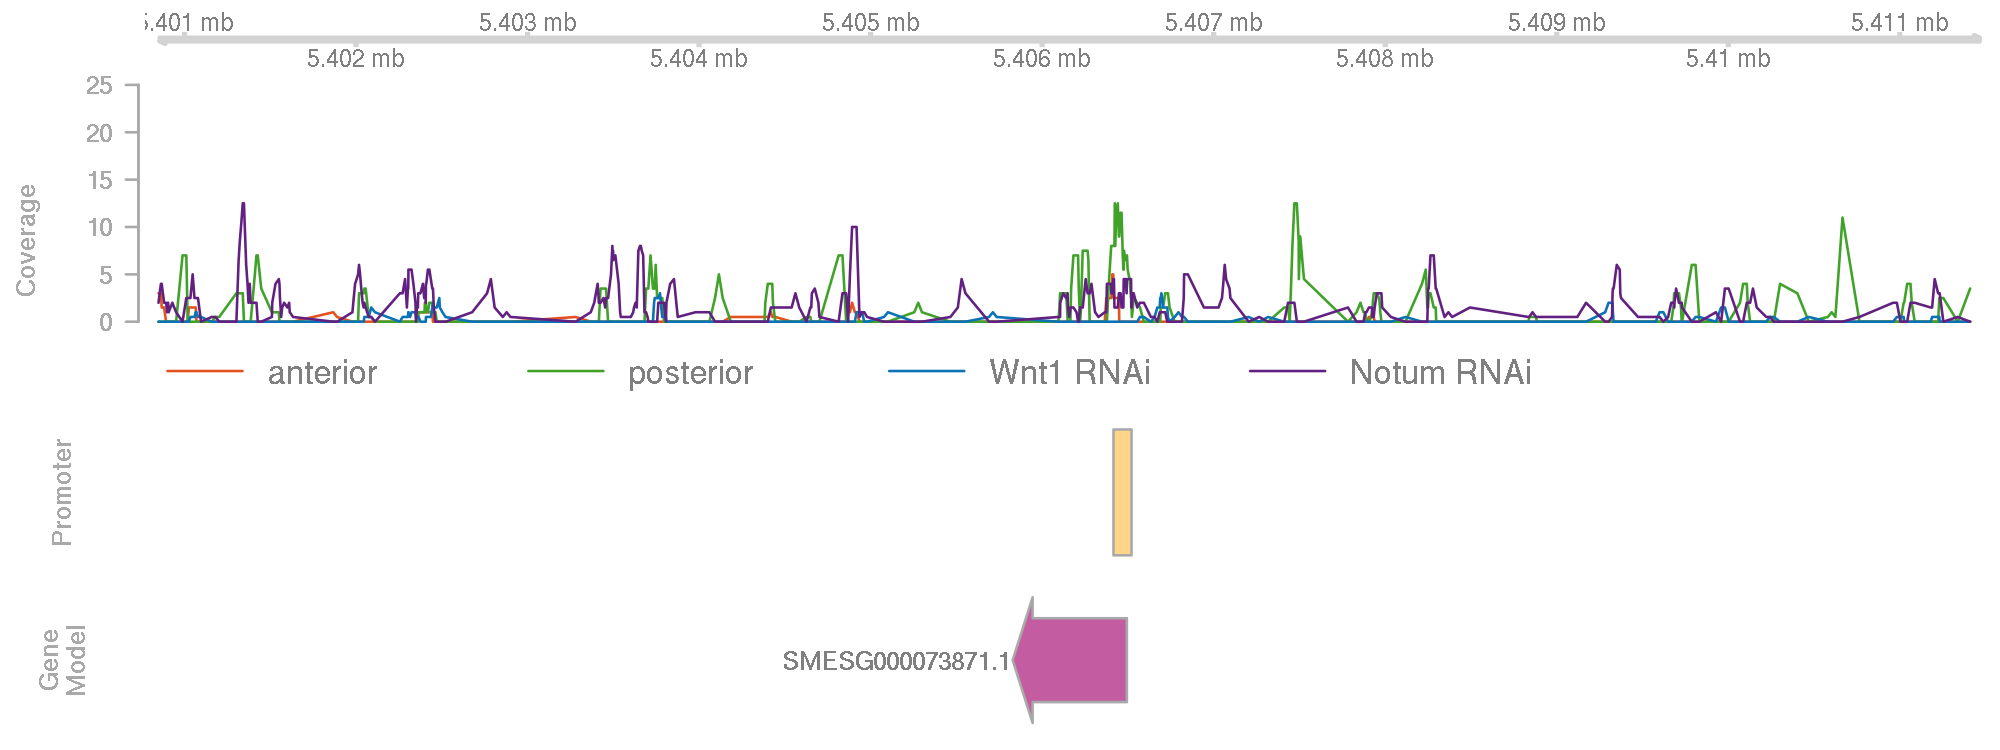 5.401 mb 5.403 mb 5.405 mb 5.407 mb 5.409 mb 5.411 mb
5.402 mb 5.404 mb 5.406 mb 5.408 mb 5.41 mb
25
20
15
10
5
0
Coverage
anterior posterior Wnt1 RNAi Notum RNAi
Promoter
Gene
Model
SMESG000073871.1